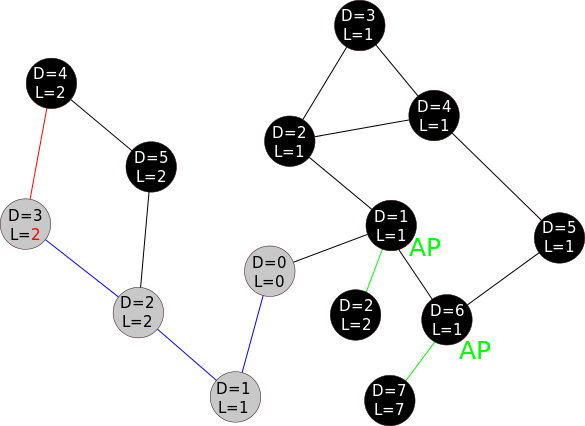 D=3
L=1
D=4
L=2
D=4
L=1
D=2
L=1
D=5
L=2
D=3
L=2
D=1
L=1
AP
D=5
L=1
D=0
L=0
D=2
L=2
D=2
L=2
D=6
L=1
AP
D=1
L=1
D=7
L=7